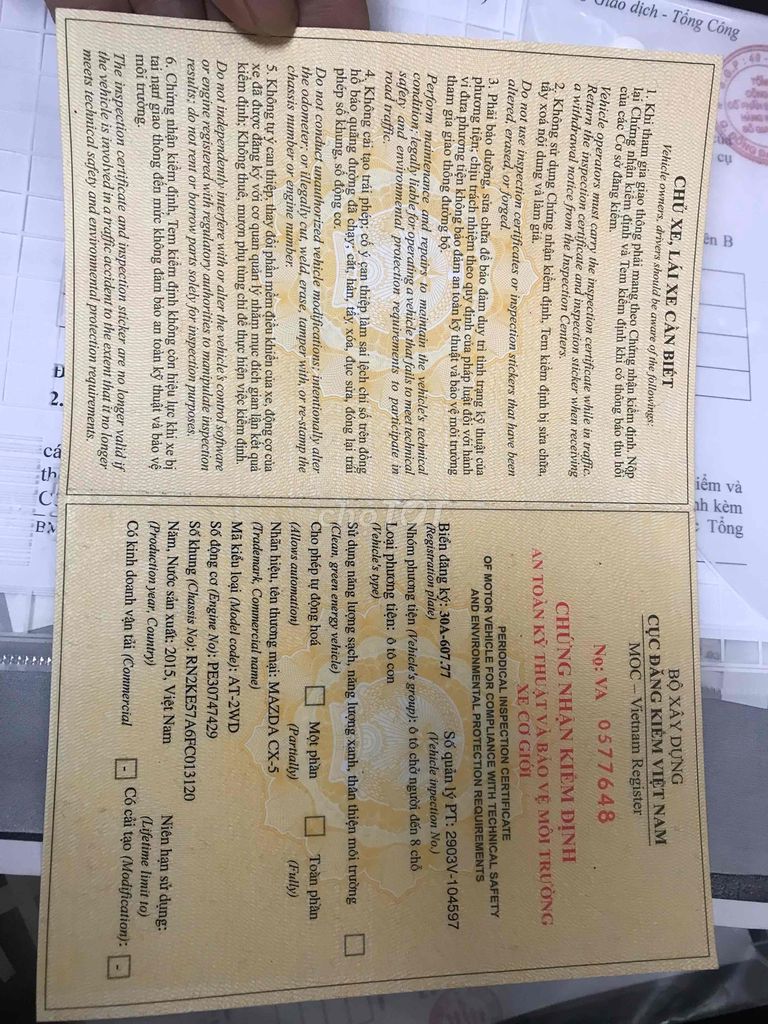 CHỦ XE, LÁI XE CẦN BIẾT
Vehicle owners, drivers should be aware of the followings:
1. Khi tham gia giao thông phải mang theo Chứng nhận kiểm định. Nộp
lại Chứng nhận kiểm định và Tem kiểm định khi có thông báo thu hồi
của các Cơ sở đăng kiểm.
Vehicle operators must carry the inspection certificate while in traffic.
Return the inspection certificate and inspection sticker when receiving
a withdrawal notice from the Inspection Centers.
2. Không sử dụng Chứng nhận kiểm định, Tem kiểm định bị sửa chữa,
tẩy xoá nội dung và làm giả.
Do not use inspection certificates or inspection stickers that have been
altered, erased, or forged.
3. Phải bảo dưỡng, sửa chữa để bảo đảm duy trì tình trạng kỹ thuật của
phương tiện; chịu trách nhiệm theo quy định của pháp luật đối với hành
vi đưa phương tiện không bảo đảm an toàn kỹ thuật và bảo vệ môi trường
tham gia giao thông đường bộ.
Perform maintenance and repairs to maintain the vehicle's technical
condition; legally liable for operating a vehicle that fails to meet technical
safety and environmental protection requirements to participate in
road traffic.
4. Không cải tạo trái phép; cố ý can thiệp làm sai lệch chỉ số trên đồng
hồ báo quãng đường đã chạy; cắt, hàn, tẩy xóa, đục sửa, đóng lại trái
phép số khung, số động cơ.
Do not conduct unauthorized vehicle modifications; intentionally alter
the odometer; or illegally cut, weld, erase, tamper with, or re-stamp the
chassis number or engine number.
5. Không tự ý can thiệp, thay đổi phần mềm điều khiển của xe, động cơ của
xe đã được đăng ký với cơ quan quản lý nhằm mục đích gian lận kết quả
kiểm định; Không thuê, mượn phụ tùng chỉ để thực hiện việc kiểm định.
Do not independently interfere with or alter the vehicle's control software
or engine registered with regulatory authorities to manipulate inspection
results; do not rent or borrow parts solely for inspection purposes.
6. Chứng nhận kiểm định, Tem kiểm định không còn hiệu lực khi xe bị
tai nạn giao thông đến mức không đảm bảo an toàn kỹ thuật và bảo vệ
môi trường.
The inspection certificate and inspection sticker are no longer valid if
the vehicle is involved in a traffic accident to the extent that it no longer
meets technical safety and environmental protection requirements.
BỘ XÂY DỰNG
CỤC ĐĂNG KIỂM VIỆT NAM
MOC – Vietnam Register
No: VA 0577648
CHỨNG NHẬN KIỂM ĐỊNH
AN TOÀN KỸ THUẬT VÀ BẢO VỆ MÔI TRƯỜNG
XE CƠ GIỚI
PERIODICAL INSPECTION CERTIFICATE
OF MOTOR VEHICLE FOR COMPLIANCE WITH TECHNICAL SAFETY
AND ENVIRONMENTAL PROTECTION REQUIREMENTS
Biển đăng ký: 30A-607.77 Số quản lý PT: 2903V-104597
(Registration plate) (Vehicle inpection No)
Nhóm phương tiện (Vehicle's group): ô tô chở người đến 8 chỗ
Loại phương tiện: ô tô con
(Vehicle's type)
Sử dụng năng lượng sạch, năng lượng xanh, thân thiện môi trường
(Clean, green energy vehicle)
Cho phép tự động hoá Một phần Toàn phần
(Allows automation) (Partially) (Fully)
Nhãn hiệu, tên thương mại: MAZDA CX-5
(Trademark, Commercial name)
Mã kiểu loại (Model code): AT-2WD
Số động cơ (Engine No): PE30747429
Số khung (Chassis No): RN2KE57A6FC013120
Năm, Nước sản xuất: 2015, Việt Nam Niên hạn sử dụng:
(Production year, Country) (Lifetime limit to)
Có kinh doanh vận tải (Commercial - Có cải tạo (Modification): -
Giao dịch - Tổng Công
cụ
ên B
iểm và
nh kèm
Tổng
2.
cá
chợ TỐT